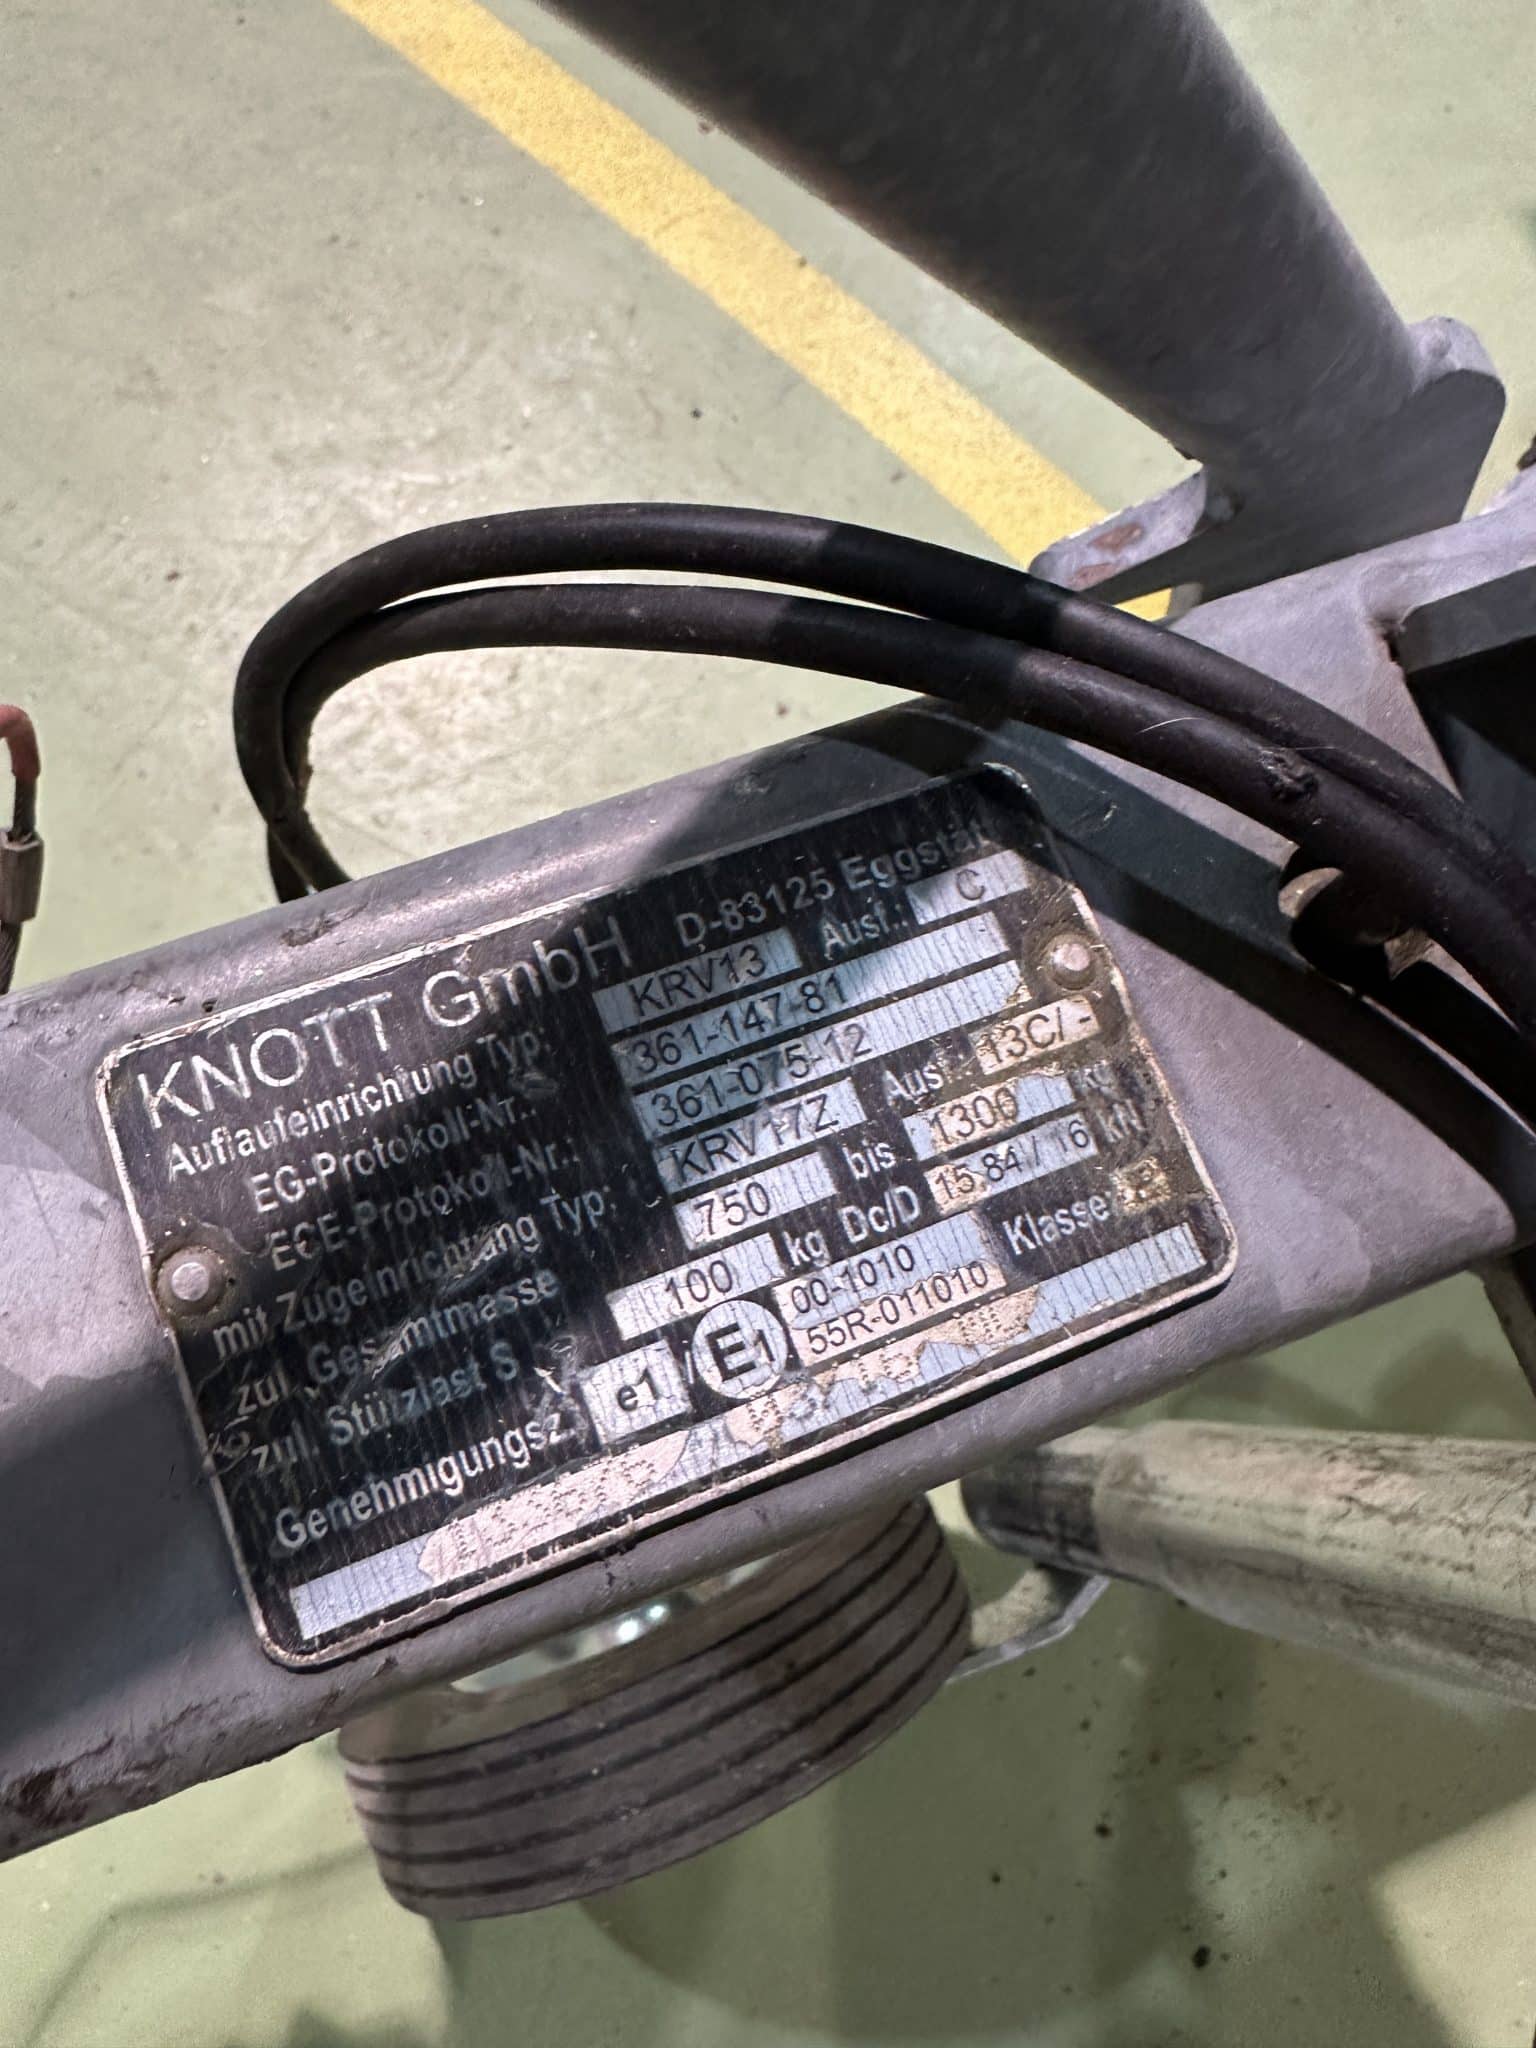 KNOTT GmbH D-83125 Eggstätt
Auflaufeinrichtung Typ: KRV13 Ausf.: C
EG-Protokoll-Nr.: 361-147-81
ECE-Protokoll-Nr.: 361-075-12
mit Zugeinrichtung Typ: KRV17Z Ausf.: 13C/ -
zul. Gesamtmasse 750 bis 1300 kg
zul. Stützlast S 100 kg Dc/D 15.84 / 16 kN
Genehmigungsz. e1 / E1 00-1010 Klasse:
55R-011010